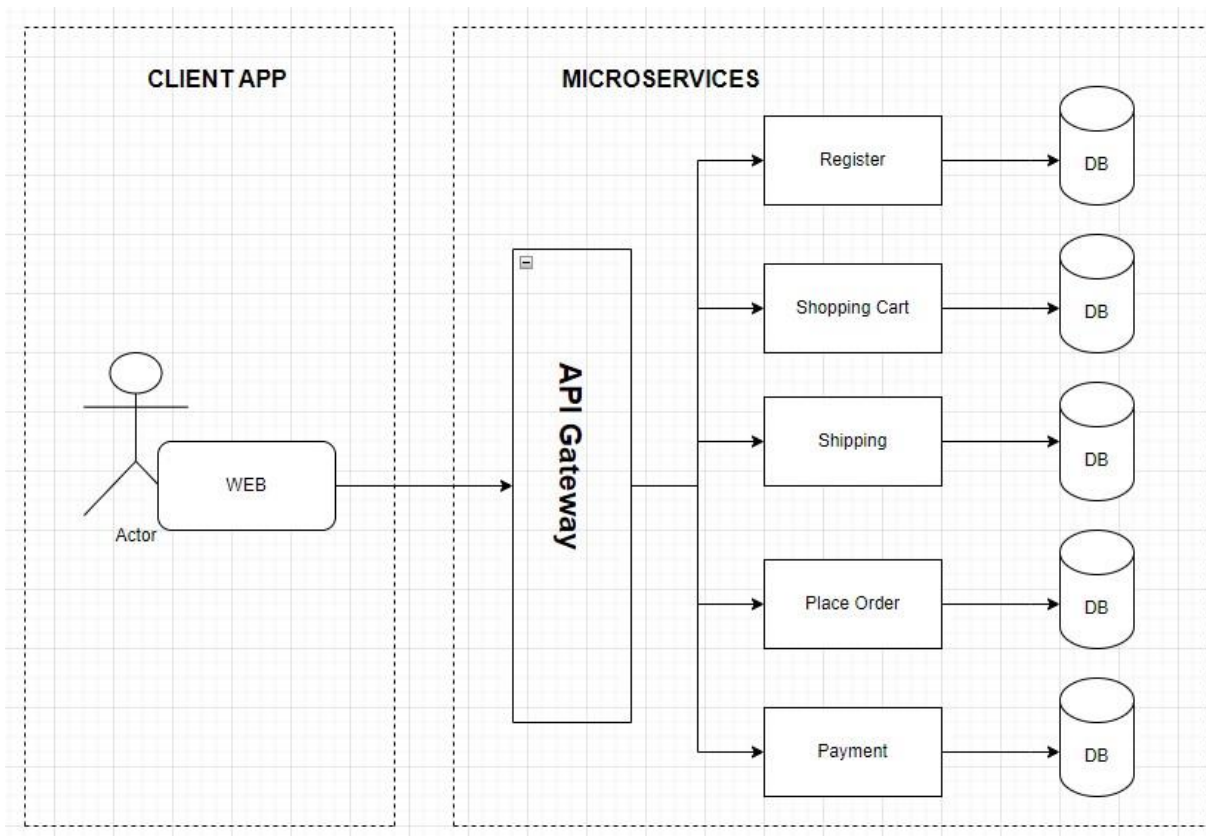 CLIENT APP
MICROSERVICES
Register
DB
Shopping Cart
DB
API Gateway
Shipping
DB
WEB
Actor
Place Order
DB
Payment
DB